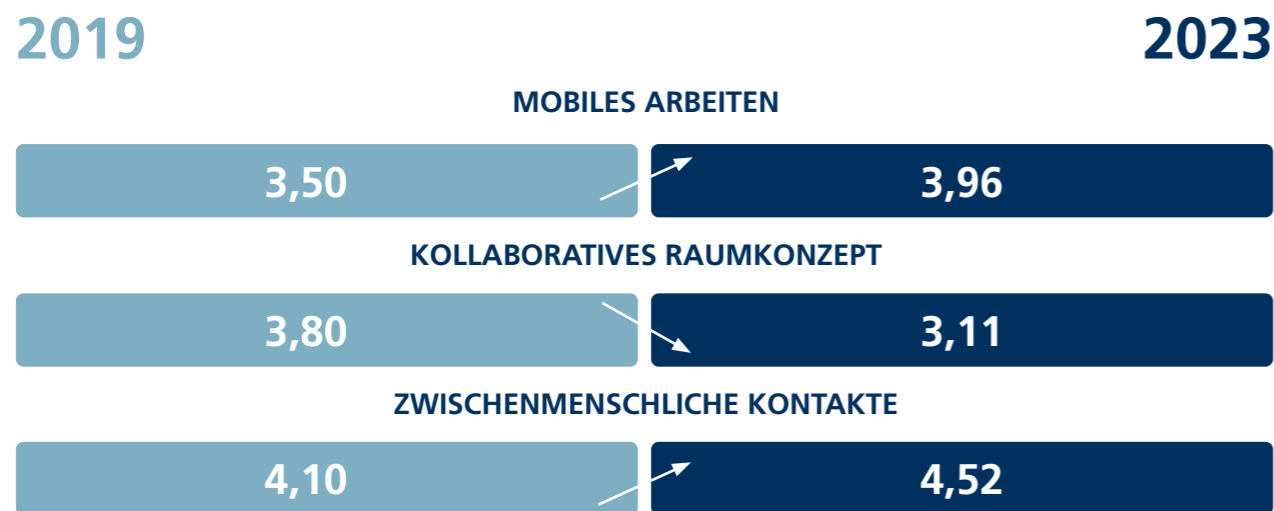 2019 2023
MOBILES ARBEITEN
3,50 3,96
KOLLABORATIVES RAUMKONZEPT
3,80 3,11
ZWISCHENMENSCHLICHE KONTAKTE
4,10 4,52